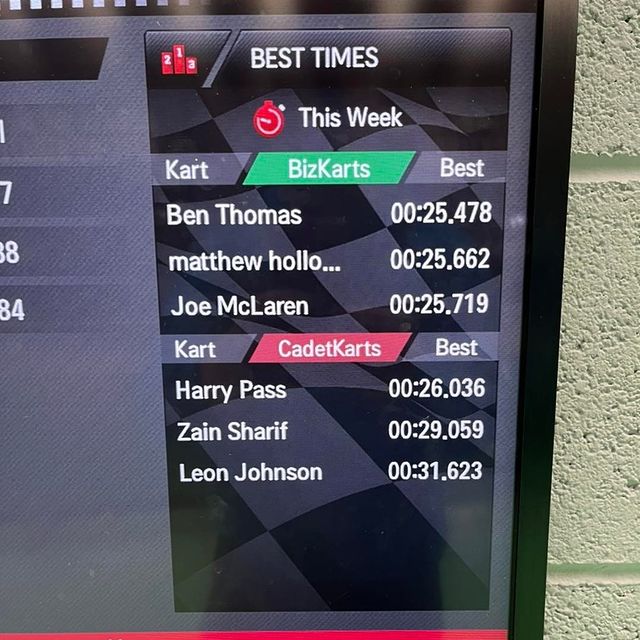 2 1 3
BEST TIMES
This Week
Kart BizKarts Best
Ben Thomas 00:25.478
matthew hollo... 00:25.662
Joe McLaren 00:25.719
Kart CadetKarts Best
Harry Pass 00:26.036
Zain Sharif 00:29.059
Leon Johnson 00:31.623
7
84